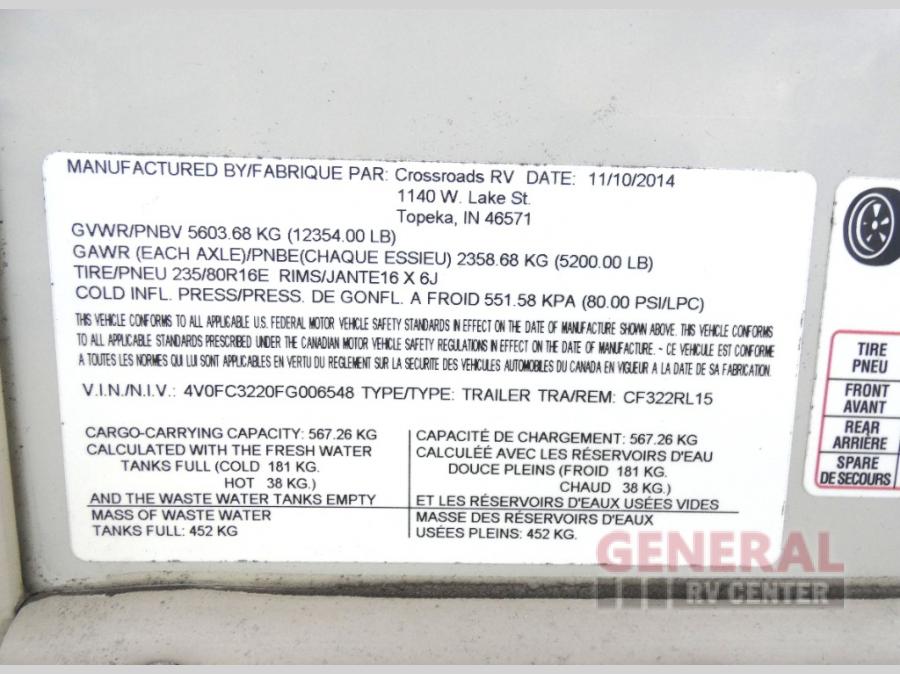 MANUFACTURED BY/FABRIQUE PAR: Crossroads RV DATE: 11/10/2014
1140 W. Lake St.
Topeka, IN 46571
GVWR/PNBV 5603.68 KG (12354.00 LB)
GAWR (EACH AXLE)/PNBE(CHAQUE ESSIEU) 2358.68 KG (5200.00 LB)
TIRE/PNEU 235/80R16E RIMS/JANTE16 X 6J
COLD INFL. PRESS/PRESS. DE GONFL. A FROID 551.58 KPA (80.00 PSI/LPC)
THIS VEHICLE CONFORMS TO ALL APPLICABLE U.S. FEDERAL MOTOR VEHICLE SAFETY STANDARDS IN EFFECT ON THE DATE OF MANUFACTURE SHOWN ABOVE. THIS VEHICLE CONFORMS
TO ALL APPLICABLE STANDARDS PRESCRIBED UNDER THE CANADIAN MOTOR VEHICLE SAFETY REGULATIONS IN EFFECT ON THE DATE OF MANUFACTURE. - CE VEHICULE EST CONFORME
A TOUTES LES NORMES QUI LUI SONT APPLICABLES EN VERTU DU REGLEMENT SUR LA SECURITE DES VEHICULES AUTOMOBILES DU CANADA EN VIGUEUR A LA DATE DE SA FABRICATION.
V.I.N./N.I.V.: 4V0FC3220FG006548 TYPE/TYPE: TRAILER TRA/REM: CF322RL15
CARGO-CARRYING CAPACITY: 567.26 KG
CALCULATED WITH THE FRESH WATER
TANKS FULL (COLD 181 KG.
HOT 38 KG.)
AND THE WASTE WATER TANKS EMPTY
MASS OF WASTE WATER
TANKS FULL: 452 KG
CAPACITÉ DE CHARGEMENT: 567.26 KG
CALCULÉE AVEC LES RÉSERVOIRS D'EAU
DOUCE PLEINS (FROID 181 KG.
CHAUD 38 KG.)
ET LES RÉSERVOIRS D'EAUX USÉES VIDES
MASSE DES RÉSERVOIRS D'EAUX
USÉES PLEINS: 452 KG.
TIRE
PNEU
FRONT
AVANT
REAR
ARRIÈRE
SPARE
DE SECOURS
GENERAL
RV CENTER